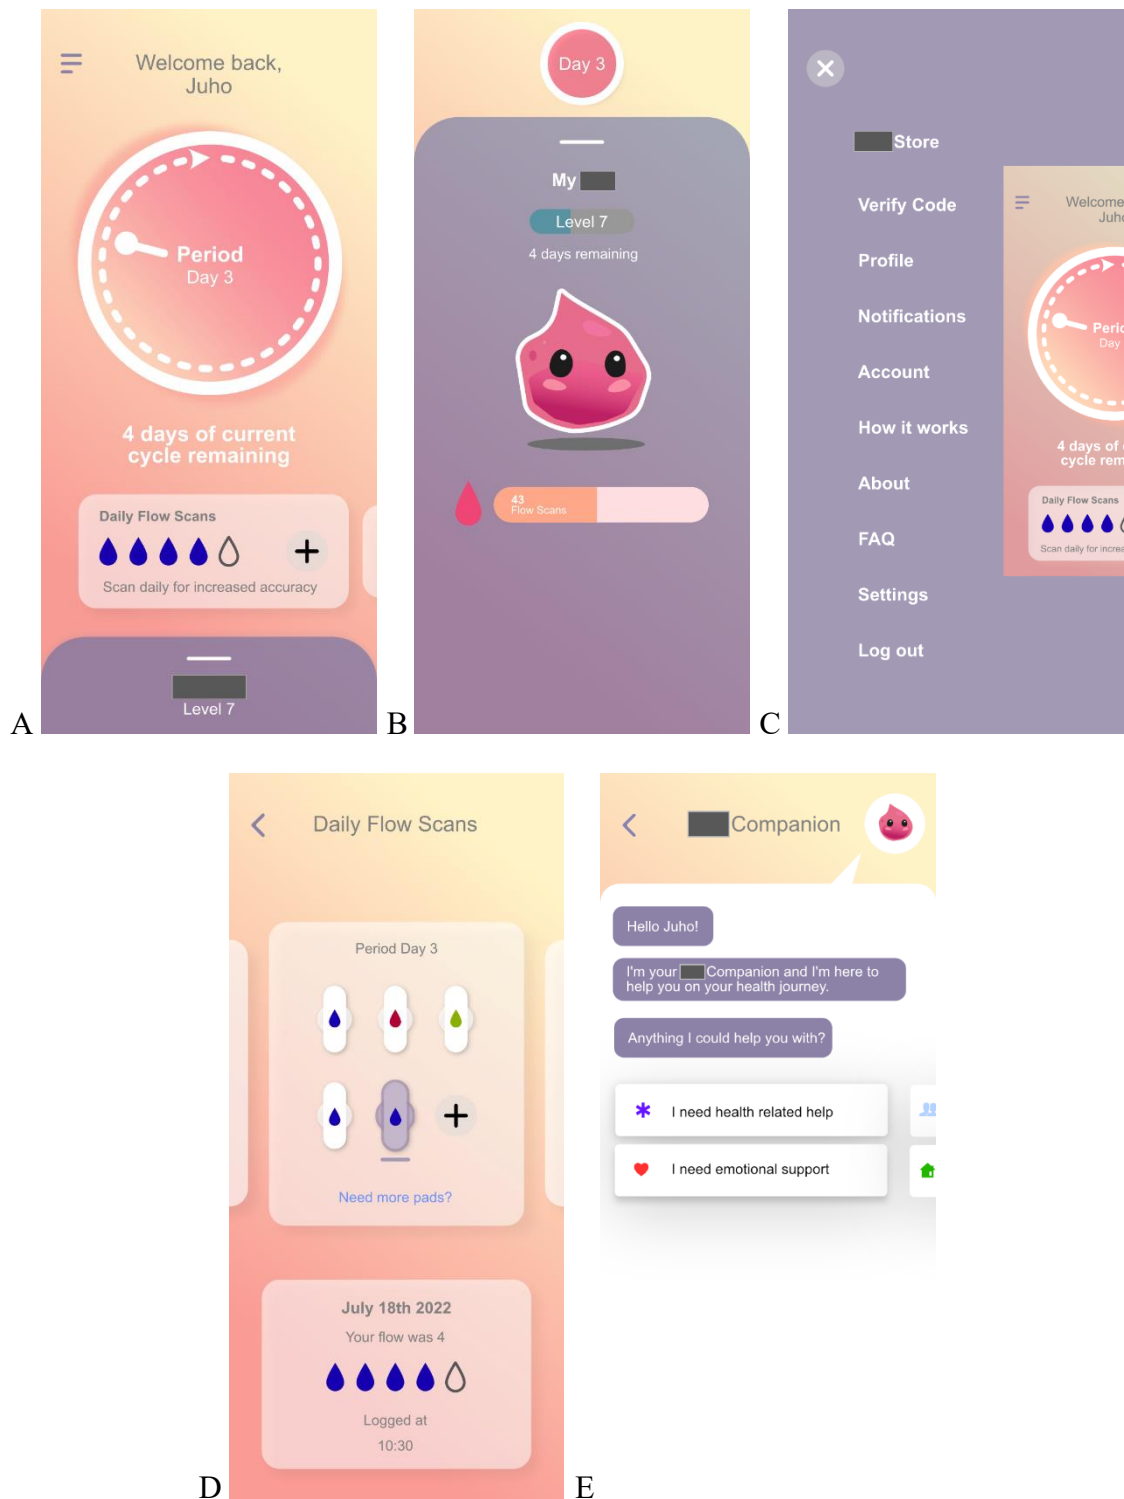 Welcome back,
Juho
Period
Day 3
4 days of current
cycle remaining
Daily Flow Scans
Scan daily for increased accuracy
Level 7
A
Day 3
My
Level 7
4 days remaining
43
Flow Scans
B
Store
Verify Code
Profile
Notifications
Account
How it works
About
FAQ
Settings
Log out
Welcome
Juho
Perio
Day
4 days of
cycle rem
Daily Flow Scans
Scan daily for increa
C
Daily Flow Scans
Period Day 3
Need more pads?
July 18th 2022
Your flow was 4
Logged at
10:30
D
Companion
Hello Juho!
I'm your Companion and I'm here to
help you on your health journey.
Anything I could help you with?
I need health related help
I need emotional support
E